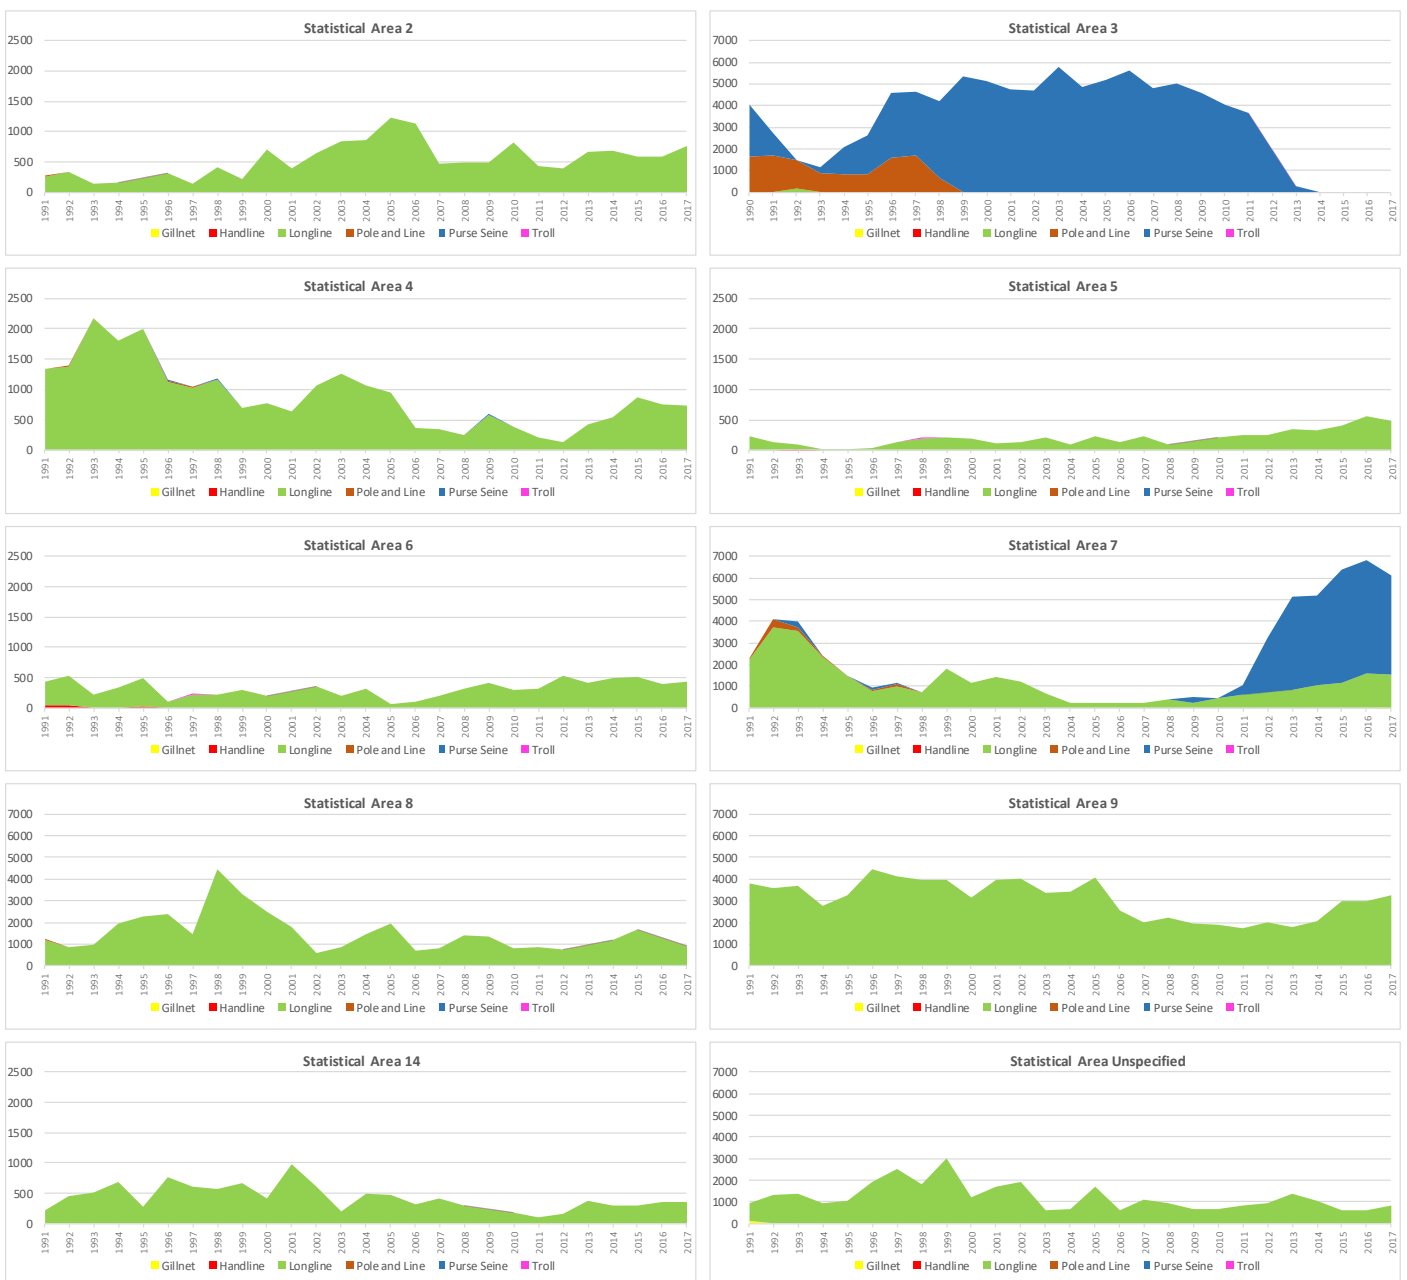 Statistical Area 2
2500
2000
1500
1000
500
0
1991 1992 1993 1994 1995 1996 1997 1998 1999 2000 2001 2002 2003 2004 2005 2006 2007 2008 2009 2010 2011 2012 2013 2014 2015 2016 2017
Gillnet Handline Longline Pole and Line Purse Seine Troll
Statistical Area 3
7000
6000
5000
4000
3000
2000
1000
0
1990 1991 1992 1993 1994 1995 1996 1997 1998 1999 2000 2001 2002 2003 2004 2005 2006 2007 2008 2009 2010 2011 2012 2013 2014 2015 2016 2017
Gillnet Handline Longline Pole and Line Purse Seine Troll
Statistical Area 4
2500
2000
1500
1000
500
0
1991 1992 1993 1994 1995 1996 1997 1998 1999 2000 2001 2002 2003 2004 2005 2006 2007 2008 2009 2010 2011 2012 2013 2014 2015 2016 2017
Gillnet Handline Longline Pole and Line Purse Seine Troll
Statistical Area 5
2500
2000
1500
1000
500
0
1991 1992 1993 1994 1995 1996 1997 1998 1999 2000 2001 2002 2003 2004 2005 2006 2007 2008 2009 2010 2011 2012 2013 2014 2015 2016 2017
Gillnet Handline Longline Pole and Line Purse Seine Troll
Statistical Area 6
2500
2000
1500
1000
500
0
1991 1992 1993 1994 1995 1996 1997 1998 1999 2000 2001 2002 2003 2004 2005 2006 2007 2008 2009 2010 2011 2012 2013 2014 2015 2016 2017
Gillnet Handline Longline Pole and Line Purse Seine Troll
Statistical Area 7
7000
6000
5000
4000
3000
2000
1000
0
1991 1992 1993 1994 1995 1996 1997 1998 1999 2000 2001 2002 2003 2004 2005 2006 2007 2008 2009 2010 2011 2012 2013 2014 2015 2016 2017
Gillnet Handline Longline Pole and Line Purse Seine Troll
Statistical Area 8
7000
6000
5000
4000
3000
2000
1000
0
1991 1992 1993 1994 1995 1996 1997 1998 1999 2000 2001 2002 2003 2004 2005 2006 2007 2008 2009 2010 2011 2012 2013 2014 2015 2016 2017
Gillnet Handline Longline Pole and Line Purse Seine Troll
Statistical Area 9
7000
6000
5000
4000
3000
2000
1000
0
1991 1992 1993 1994 1995 1996 1997 1998 1999 2000 2001 2002 2003 2004 2005 2006 2007 2008 2009 2010 2011 2012 2013 2014 2015 2016 2017
Gillnet Handline Longline Pole and Line Purse Seine Troll
Statistical Area 14
2500
2000
1500
1000
500
0
1991 1992 1993 1994 1995 1996 1997 1998 1999 2000 2001 2002 2003 2004 2005 2006 2007 2008 2009 2010 2011 2012 2013 2014 2015 2016 2017
Gillnet Handline Longline Pole and Line Purse Seine Troll
Statistical Area Unspecified
7000
6000
5000
4000
3000
2000
1000
0
1991 1992 1993 1994 1995 1996 1997 1998 1999 2000 2001 2002 2003 2004 2005 2006 2007 2008 2009 2010 2011 2012 2013 2014 2015 2016 2017
Gillnet Handline Longline Pole and Line Purse Seine Troll